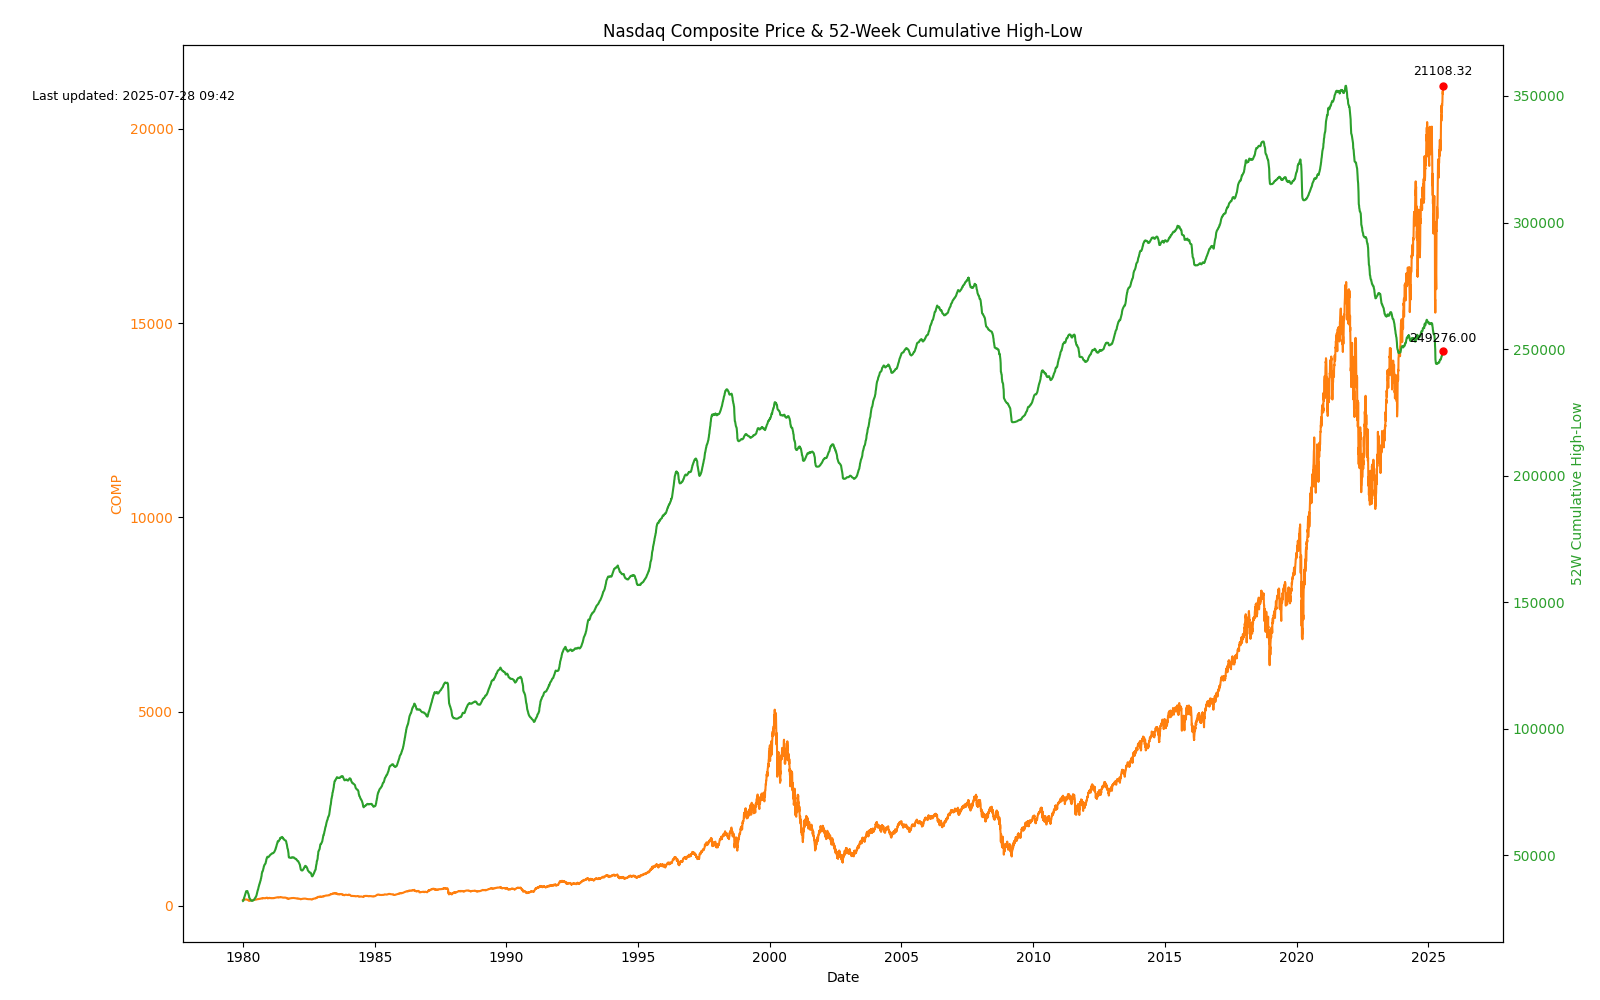 Nasdaq Composite Price & 52-Week Cumulative High-Low
21108.32
Last updated: 2025-07-28 09:42
350000
20000
300000
249276.00
250000
15000
200000
COMP
10000
52W Cumulative High-Low
150000
5000
100000
50000
0
1980 1985 1990 1995 2000 2005 2010 2015 2020 2025
Date